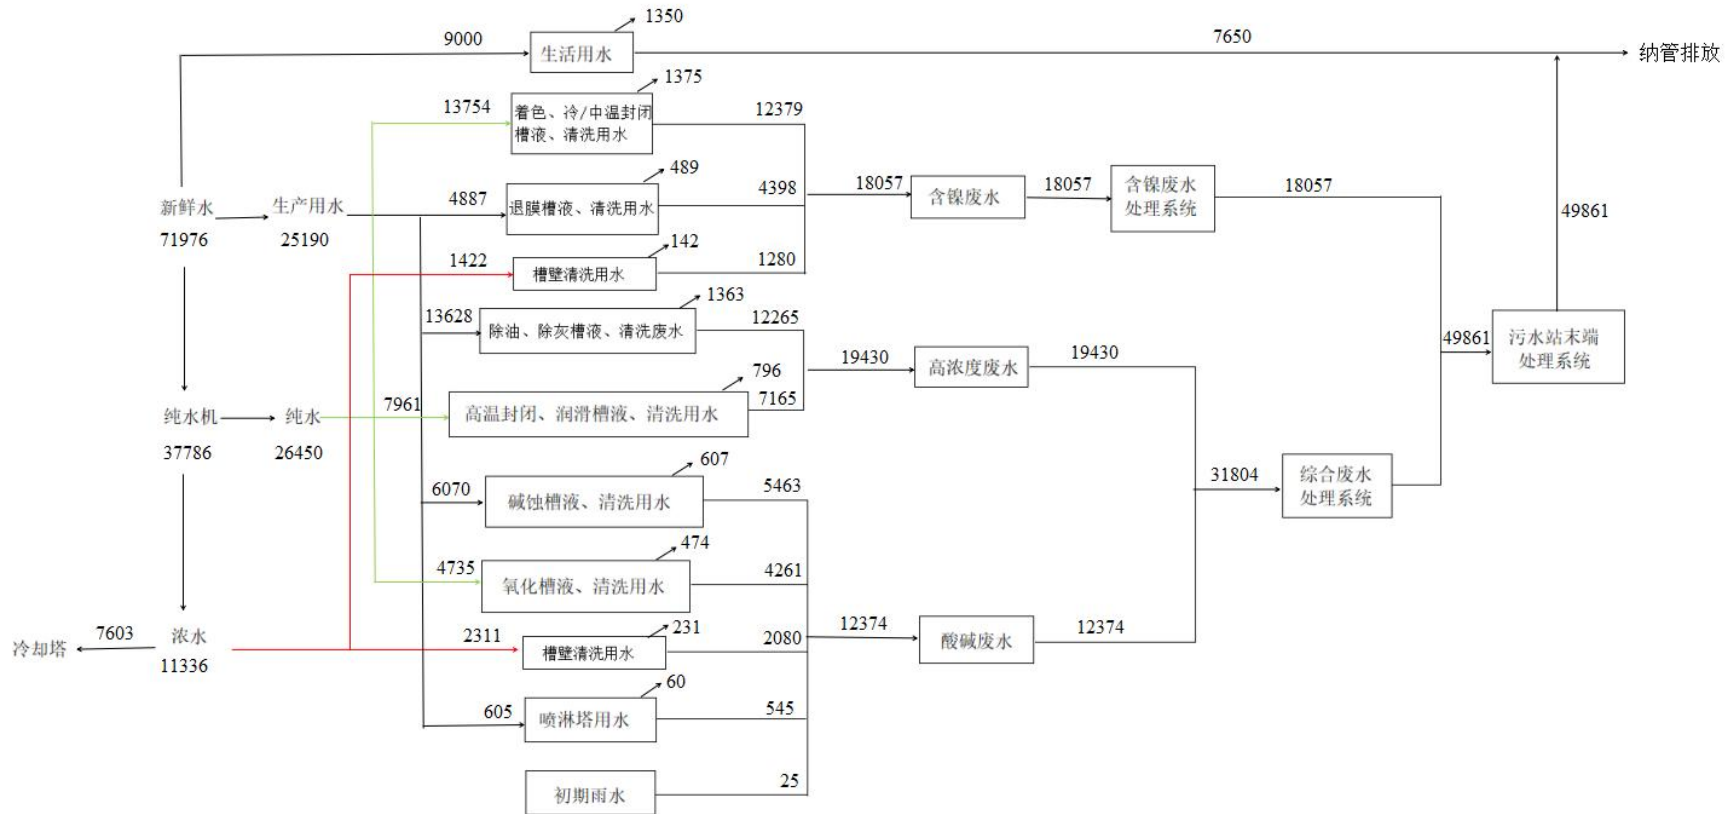 1350
9000
生活用水
7650
纳管排放
1375
13754
着色、冷/中温封闭
槽液、清洗用水
12379
489
4887
退膜槽液、清洗用水
4398
18057
含镍废水
18057
含镍废水
处理系统
18057
49861
新鲜水
71976
生产用水
25190
142
1422
槽壁清洗用水
1280
1363
13628
除油、除灰槽液、清洗废水
12265
19430
高浓度废水
19430
49861
污水站末端
处理系统
796
7961
高温封闭、润滑槽液、清洗用水
7165
纯水机
37786
纯水
26450
607
6070
碱蚀槽液、清洗用水
5463
31804
综合废水
处理系统
474
4735
氧化槽液、清洗用水
4261
冷却塔
7603
浓水
11336
231
2311
槽壁清洗用水
2080
12374
酸碱废水
12374
60
605
喷淋塔用水
545
初期雨水
25